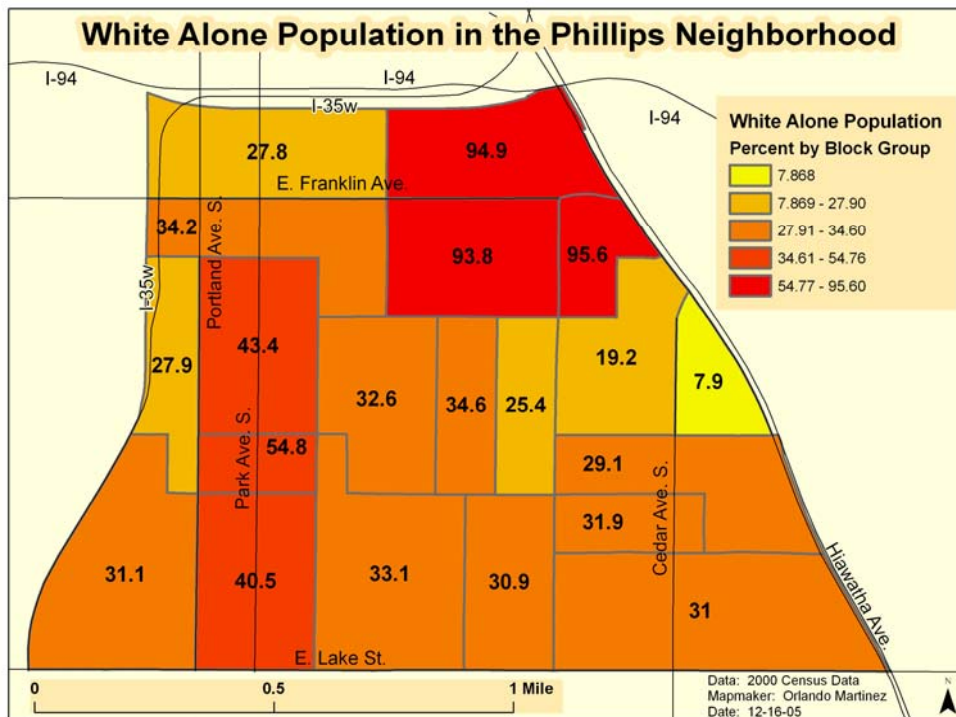 White Alone Population in the Phillips Neighborhood
I-94
I-94
I-35w
I-94
White Alone Population
Percent by Block Group
7.868
7.869 - 27.90
27.91 - 34.60
34.61 - 54.76
54.77 - 95.60
27.8
94.9
E. Franklin Ave.
34.2
Portland Ave. S.
93.8
95.6
I-35w
27.9
43.4
32.6
34.6
25.4
19.2
7.9
Park Ave. S.
54.8
29.1
Cedar Ave. S.
31.9
31.1
40.5
33.1
30.9
31
Hiawatha Ave.
E. Lake St.
0
0.5
1 Mile
Data: 2000 Census Data
Mapmaker: Orlando Martinez
Date: 12-16-05
N